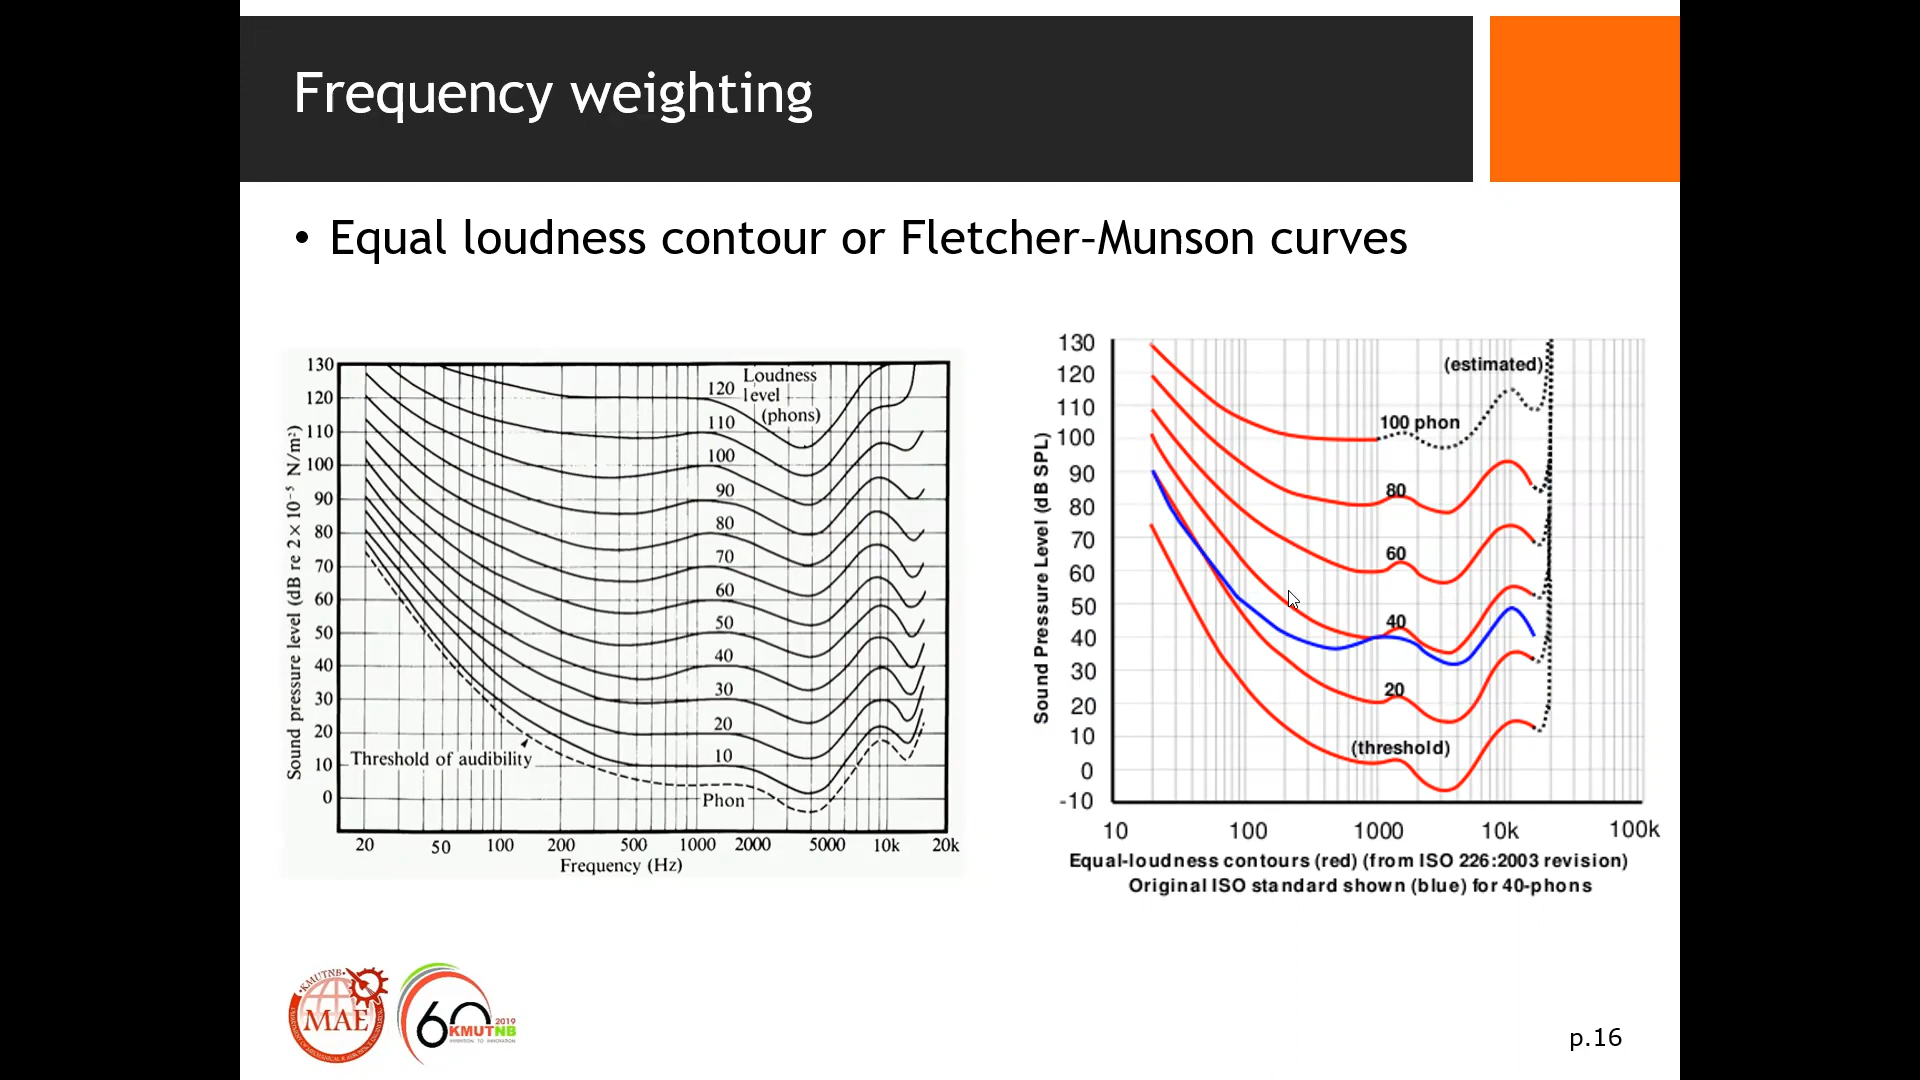 Frequency weighting
• Equal loudness contour or Fletcher–Munson curves
Sound pressure level (dB re 2× 10⁻⁵ N/m²)
130
120
110
100
90
80
70
60
50
40
30
20
10
0
Loudness
level
(phons)
120
110
100
90
80
70
60
50
40
30
20
10
Threshold of audibility
Phon
20 50 100 200 500 1000 2000 5000 10k 20k
Frequency (Hz)
Sound Pressure Level (dB SPL)
130
120
110
100
90
80
70
60
50
40
30
20
10
0
-10
(estimated)
100 phon
80
60
40
20
(threshold)
10 100 1000 10k 100k
Equal-loudness contours (red) (from ISO 226:2003 revision)
Original ISO standard shown (blue) for 40-phons
KMUTNB
MAE
60
2019
KMUTNB
p.16